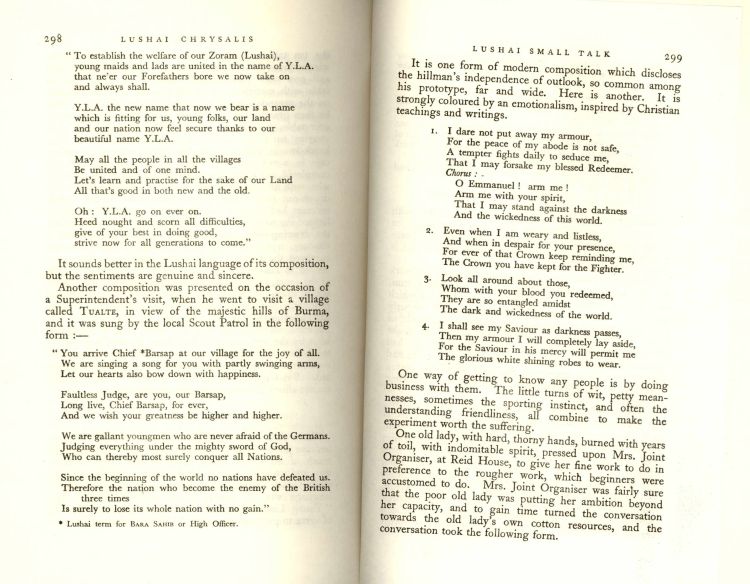 298 LUSHAI CHRYSALIS
" To establish the welfare of our Zoram (Lushai),
young maids and lads are united in the name of Y.L.A.
that ne'er our Forefathers bore we now take on
and always shall.
Y.L.A. the new name that now we bear is a name
which is fitting for us, young folks, our land
and our nation now feel secure thanks to our
beautiful name Y.L.A.
May all the people in all the villages
Be united and of one mind.
Let's learn and practise for the sake of our Land
All that's good in both new and the old.
Oh : Y.L.A. go on ever on.
Heed nought and scorn all difficulties,
give of your best in doing good,
strive now for all generations to come."
It sounds better in the Lushai language of its composition,
but the sentiments are genuine and sincere.
Another composition was presented on the occasion of
a Superintendent's visit, when he went to visit a village
called TUALTE, in view of the majestic hills of Burma,
and it was sung by the local Scout Patrol in the following
form :—
" You arrive Chief *Barsap at our village for the joy of all.
We are singing a song for you with partly swinging arms,
Let our hearts also bow down with happiness.
Faultless Judge, are you, our Barsap,
Long live, Chief Barsap, for ever,
And we wish your greatness be higher and higher.
We are gallant youngmen who are never afraid of the Germans.
Judging everything under the mighty sword of God,
Who can thereby most surely conquer all Nations.
Since the beginning of the world no nations have defeated us.
Therefore the nation who become the enemy of the British
three times
Is surely to lose its whole nation with no gain."
* Lushai term for BARA SAHIB or High Officer.
LUSHAI SMALL TALK 299
It is one form of modern composition which discloses
the hillman's independence of outlook, so common among
his prototype, far and wide. Here is another. It is
strongly coloured by an emotionalism, inspired by Christian
teachings and writings.
1. I dare not put away my armour,
For the peace of my abode is not safe,
A tempter fights daily to seduce me,
That I may forsake my blessed Redeemer.
Chorus : -
O Emmanuel ! arm me !
Arm me with your spirit,
That I may stand against the darkness
And the wickedness of this world.
2. Even when I am weary and listless,
And when in despair for your presence,
For ever of that Crown keep reminding me,
The Crown you have kept for the Fighter.
3. Look all around about those,
Whom with your blood you redeemed,
They are so entangled amidst
The dark and wickedness of the world.
4. I shall see my Saviour as darkness passes,
Then my armour I will completely lay aside,
For the Saviour in his mercy will permit me
The glorious white shining robes to wear.
One way of getting to know any people is by doing
business with them. The little turns of wit, petty mean-
nesses, sometimes the sporting instinct, and often the
understanding friendliness, all combine to make the
experiment worth the suffering.
One old lady, with hard, thorny hands, burned with years
of toil, with indomitable spirit, pressed upon Mrs. Joint
Organiser, at Reid House, to give her fine work to do in
preference to the rougher work, which beginners were
accustomed to do. Mrs. Joint Organiser was fairly sure
that the poor old lady was putting her ambition beyond
her capacity, and to gain time turned the conversation
towards the old lady's own cotton resources, and the
conversation took the following form.